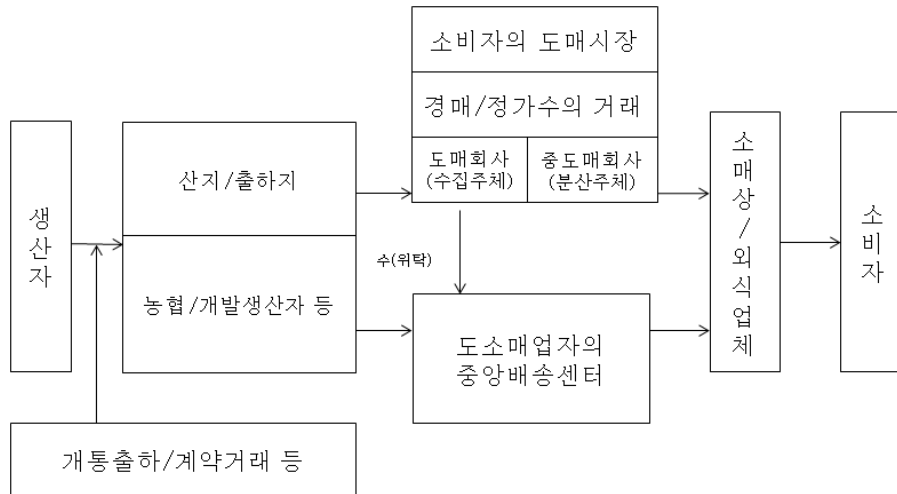 소비자의 도매시장
경매/정가수의 거래
도매회사
(수집주체)
중도매회사
(분산주체)
생산자
산지/출하지
농협/개발생산자 등
수(위탁)
도소매업자의
중앙배송센터
소매상/외식업체
소비자
개통출하/계약거래 등